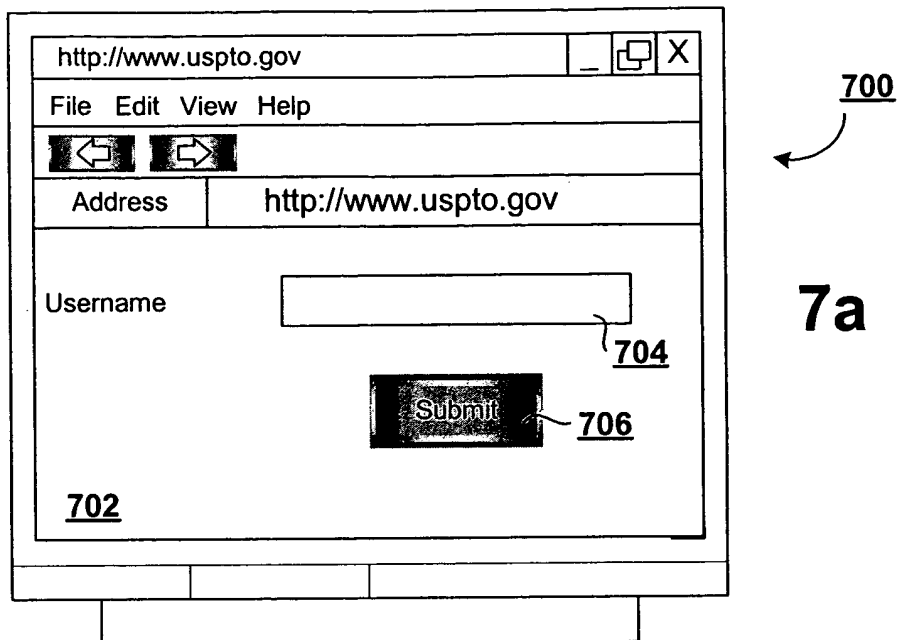 http://www.uspto.gov _ X
700
File Edit View Help
Address http://www.uspto.gov
7a
Username
704
Submit
706
702